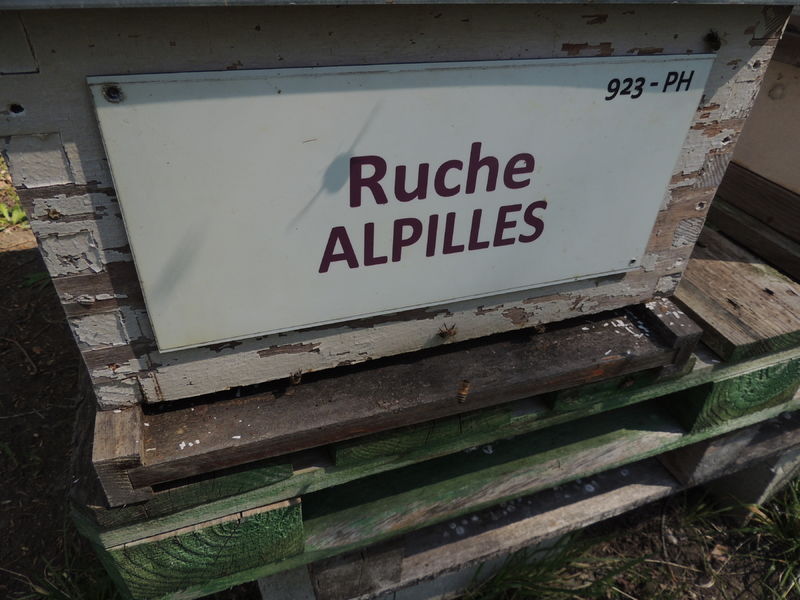 923 - PH
Ruche
ALPILLES